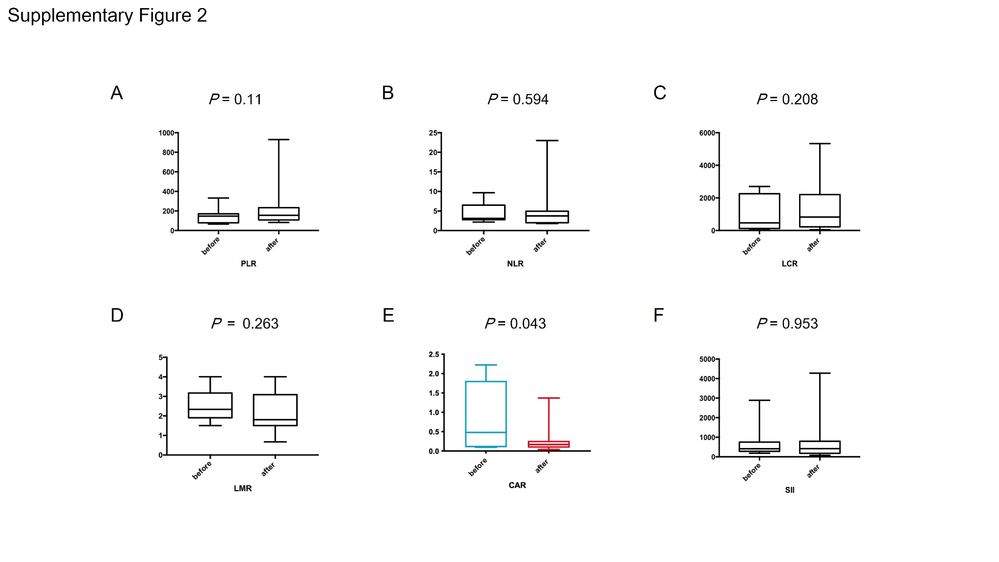 Supplementary Figure 2
A
P = 0.11
1000
800
600
400
200
0
before
after
PLR
B
P = 0.594
25
20
15
10
5
0
before
after
NLR
C
P = 0.208
6000
4000
2000
0
before
after
LCR
D
P = 0.263
5
4
3
2
1
0
before
after
LMR
E
P = 0.043
2.5
2.0
1.5
1.0
0.5
0.0
before
after
CAR
F
P = 0.953
5000
4000
3000
2000
1000
0
before
after
SII